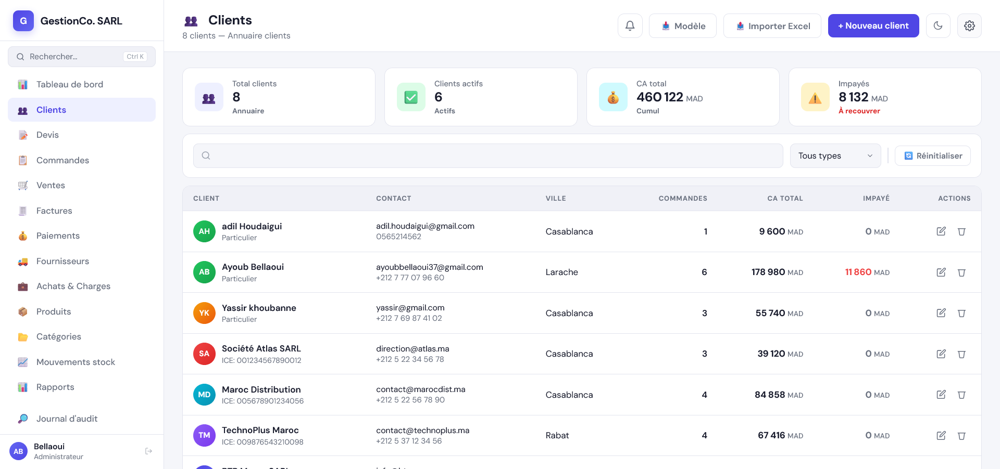 G GestionCo. SARL
Rechercher... Ctrl K
Tableau de bord
Clients
Devis
Commandes
Ventes
Factures
Paiements
Fournisseurs
Achats & Charges
Produits
Catégories
Mouvements stock
Rapports
Journal d'audit
AB Bellaoui
Administrateur
Clients
8 clients — Annuaire clients
Modèle
Importer Excel
+ Nouveau client
Total clients
8
Annuaire
Clients actifs
6
Actifs
CA total
460 122 MAD
Cumul
Impayés
8 132 MAD
À recouvrer
Tous types
Réinitialiser
CLIENT CONTACT VILLE COMMANDES CA TOTAL IMPAYÉ ACTIONS
AH adil Houdaigui adil.houdaigui@gmail.com Casablanca 1 9 600 MAD 0 MAD
Particulier 0565214562
AB Ayoub Bellaoui ayoubbellaoui37@gmail.com Larache 6 178 980 MAD 11 860 MAD
Particulier +212 7 77 07 96 60
YK Yassir khoubanne yassir@gmail.com Casablanca 3 55 740 MAD 0 MAD
Particulier +212 7 69 87 41 02
SA Société Atlas SARL direction@atlas.ma Casablanca 3 39 120 MAD 0 MAD
ICE: 001234567890012 +212 5 22 34 56 78
MD Maroc Distribution contact@marocdist.ma Casablanca 4 84 858 MAD 0 MAD
ICE: 005678901234056 +212 5 22 56 78 90
TM TechnoPlus Maroc contact@technoplus.ma Rabat 4 67 416 MAD 0 MAD
ICE: 009876543210098 +212 5 37 12 34 56